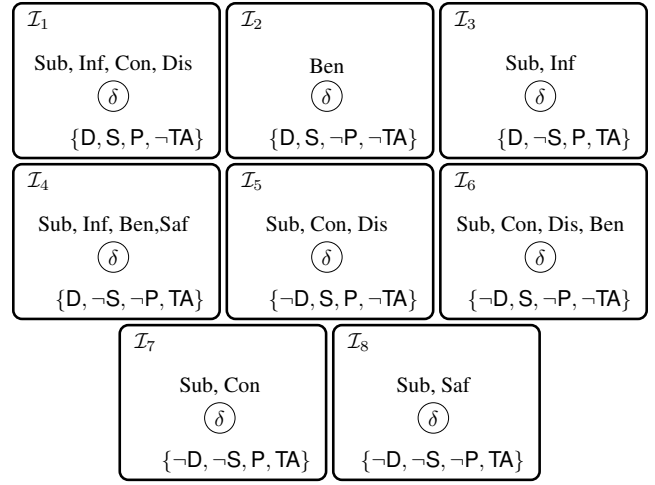 I₁
Sub, Inf, Con, Dis
δ
{D, S, P, ¬TA}
I₂
Ben
δ
{D, S, ¬P, ¬TA}
I₃
Sub, Inf
δ
{D, ¬S, P, TA}
I₄
Sub, Inf, Ben,Saf
δ
{D, ¬S, ¬P, TA}
I₅
Sub, Con, Dis
δ
{¬D, S, P, ¬TA}
I₆
Sub, Con, Dis, Ben
δ
{¬D, S, ¬P, ¬TA}
I₇
Sub, Con
δ
{¬D, ¬S, P, TA}
I₈
Sub, Saf
δ
{¬D, ¬S, ¬P, TA}